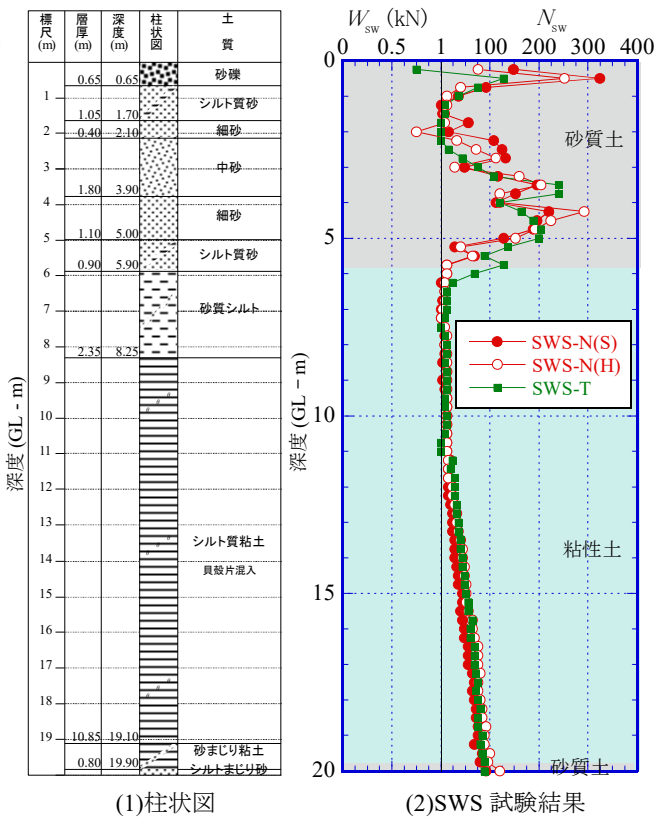 標尺 層厚 深度 柱状図 土質
(m) (m) (m)
0.65 0.65 砂礫
1
シルト質砂
1.05 1.70
2 0.40 2.10 細砂
3 中砂
1.80 3.90
4
細砂
5 1.10 5.00
シルト質砂
6 0.90 5.90
7 砂質シルト
8 2.35 8.25
9
10
11
12
13
シルト質粘土
14
貝殻片混入
15
16
17
18
19 10.85 19.10
砂まじり粘土
0.80 19.90
シルトまじり砂
深度 (GL - m)
(1)柱状図
Wsw (kN) Nsw
0 0.5 1 100 200 300 400
0
砂質土
5
SWS-N(S)
SWS-N(H)
SWS-T
10
粘性土
15
砂質土
20
深度 (GL − m)
(2)SWS 試験結果